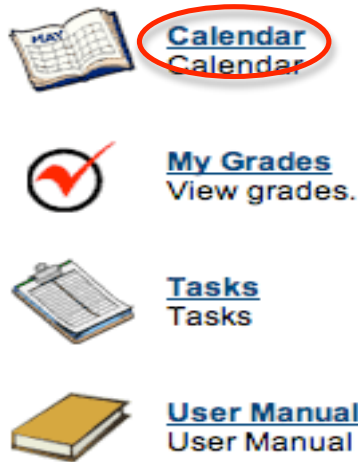 MAY
Calendar
Calendar
My Grades
View grades.
Tasks
Tasks
User Manual
User Manual